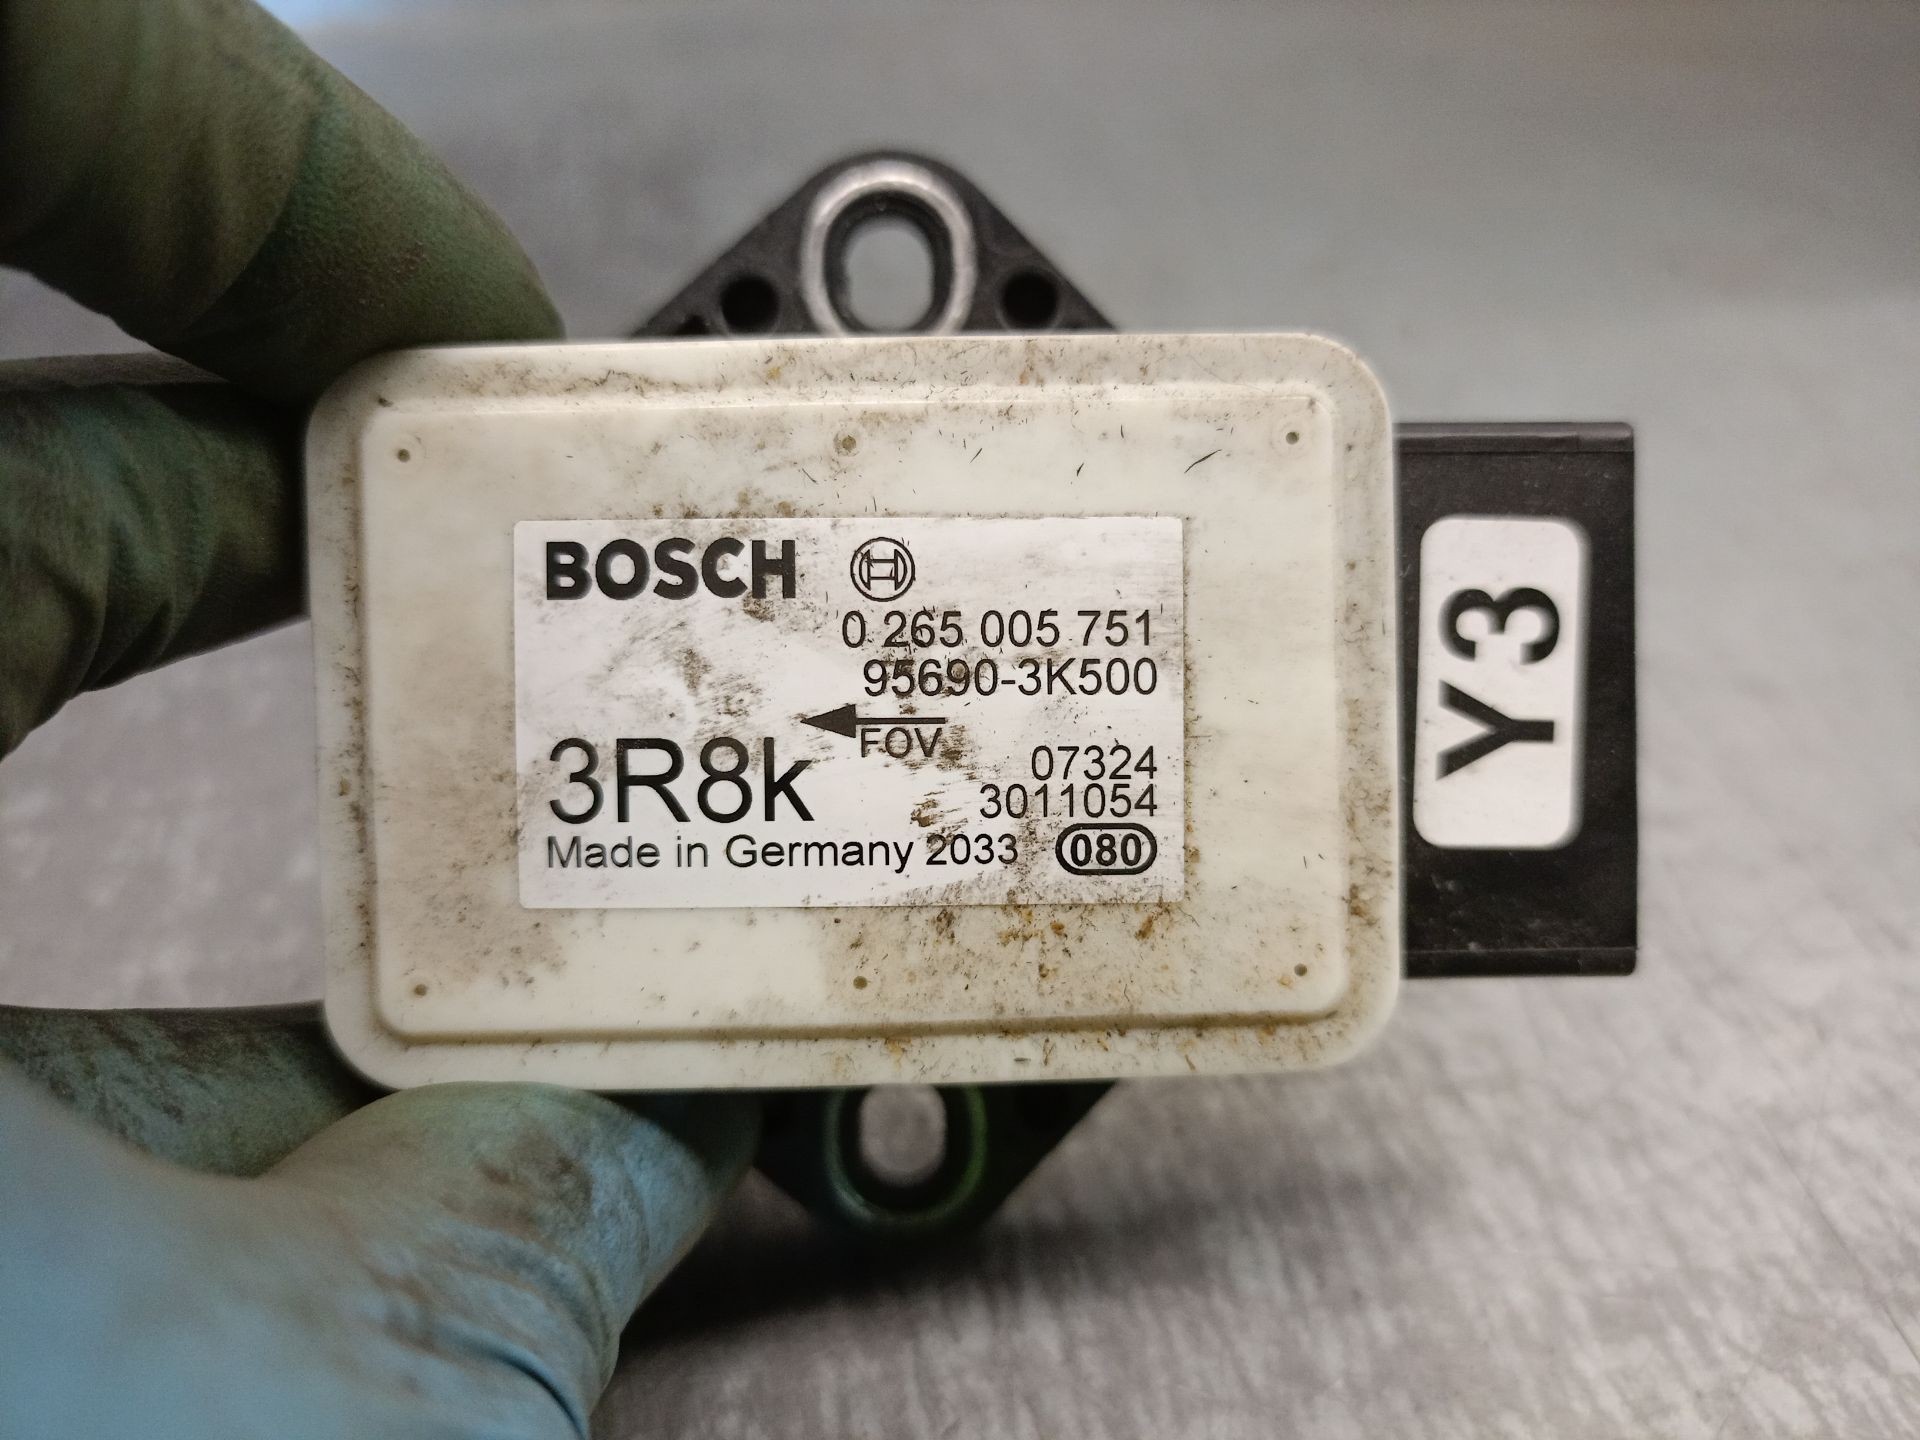 BOSCH
0 265 005 751
95690-3K500
FOV
3R8k
07324
3011054
Made in Germany 2033 080
Y3